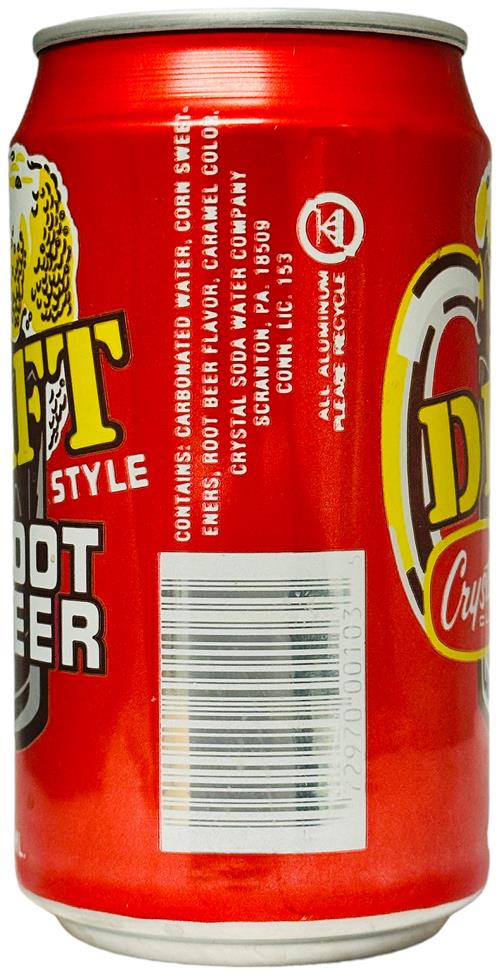 FT
STYLE
OOT
EER
CONTAINS: CARBONATED WATER, CORN SWEET-
ENERS, ROOT BEER FLAVOR, CARAMEL COLOR,
CRYSTAL SODA WATER COMPANY
SCRANTON, PA. 18509
CONN. LIC. 153
ALL ALUMINUM
PLEASE RECYCLE
72970 00103
D
Crys